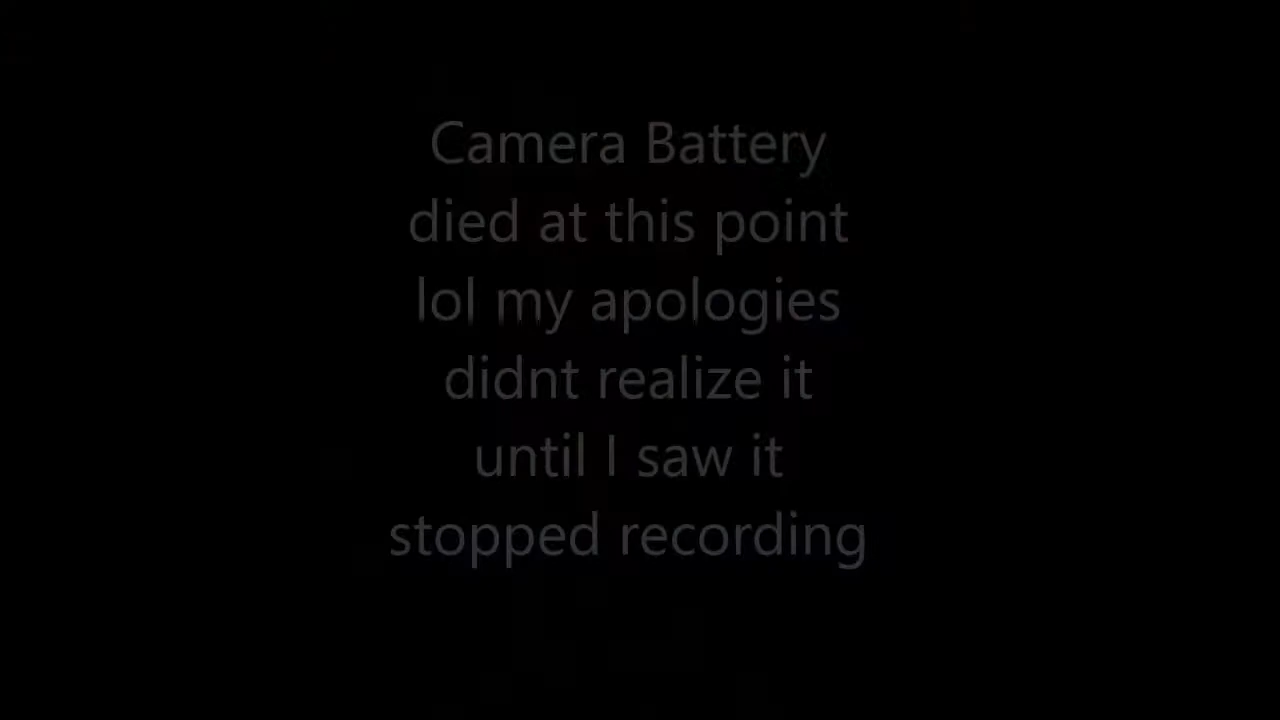 Camera Battery
died at this point
lol my apologies
didnt realize it
until I saw it
stopped recording